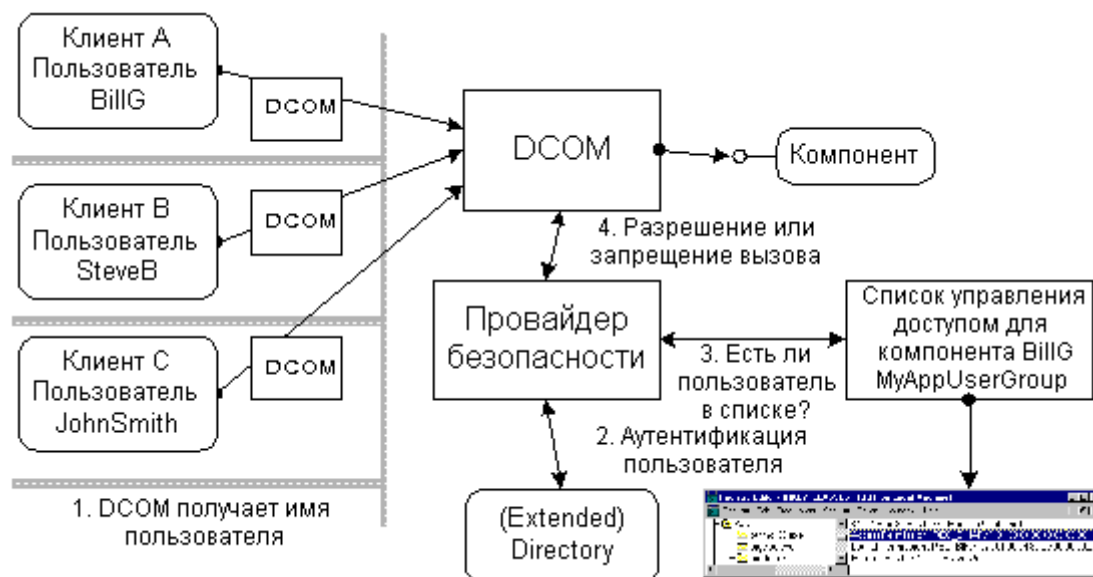 Клиент A
Пользователь
BillG
DCOM
Клиент B
Пользователь
SteveB
DCOM
Клиент C
Пользователь
JohnSmith
DCOM
1. DCOM получает имя
пользователя
DCOM
Компонент
4. Разрешение или
запрещение вызова
Провайдер
безопасности
Список управления
доступом для
компонента BillG
MyAppUserGroup
3. Есть ли
пользователь
в списке?
2. Аутентификация
пользователя
(Extended)
Directory